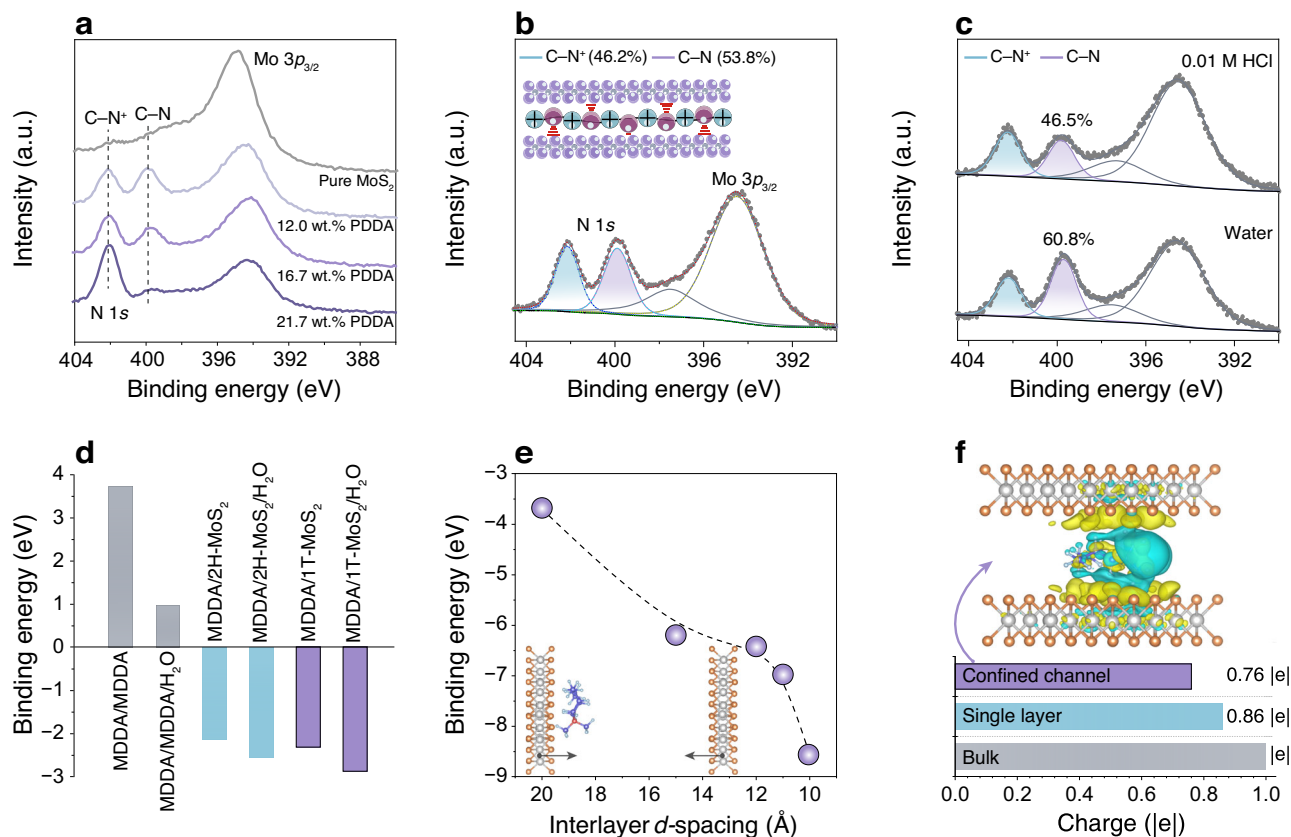 a
Mo 3p3/2
C–N+
C–N
Pure MoS2
12.0 wt.% PDDA
16.7 wt.% PDDA
N 1s
21.7 wt.% PDDA
404 400 396 392 388
Binding energy (eV)
Intensity (a.u.)
b
C–N+ (46.2%) C–N (53.8%)
Mo 3p3/2
N 1s
404 400 396 392
Binding energy (eV)
Intensity (a.u.)
c
C–N+ C–N
0.01 M HCl
46.5%
Water
60.8%
404 400 396 392
Binding energy (eV)
Intensity (a.u.)
d
4
3
2
1
0
−1
−2
−3
Binding energy (eV)
MDDA/MDDA
MDDA/MDDA/H2O
MDDA/2H-MoS2
MDDA/2H-MoS2/H2O
MDDA/1T-MoS2
MDDA/1T-MoS2/H2O
e
−3
−4
−5
−6
−7
−8
−9
Binding energy (eV)
20 18 16 14 12 10
Interlayer d-spacing (Å)
f
Confined channel 0.76 |e|
Single layer 0.86 |e|
Bulk |e|
0.0 0.2 0.4 0.6 0.8 1.0
Charge (|e|)